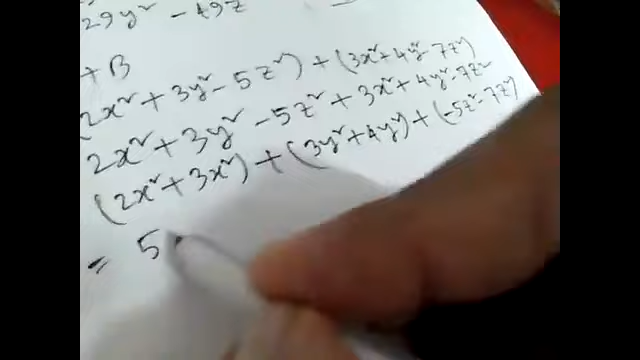 29y² - 49z
+ B
(2x² + 3y² - 5z²) + (3x² + 4y² - 7z²)
2x² + 3y² - 5z² + 3x² + 4y² - 7z²
(2x² + 3x²) + (3y² + 4y²) + (-5z² - 7z²)
= 5